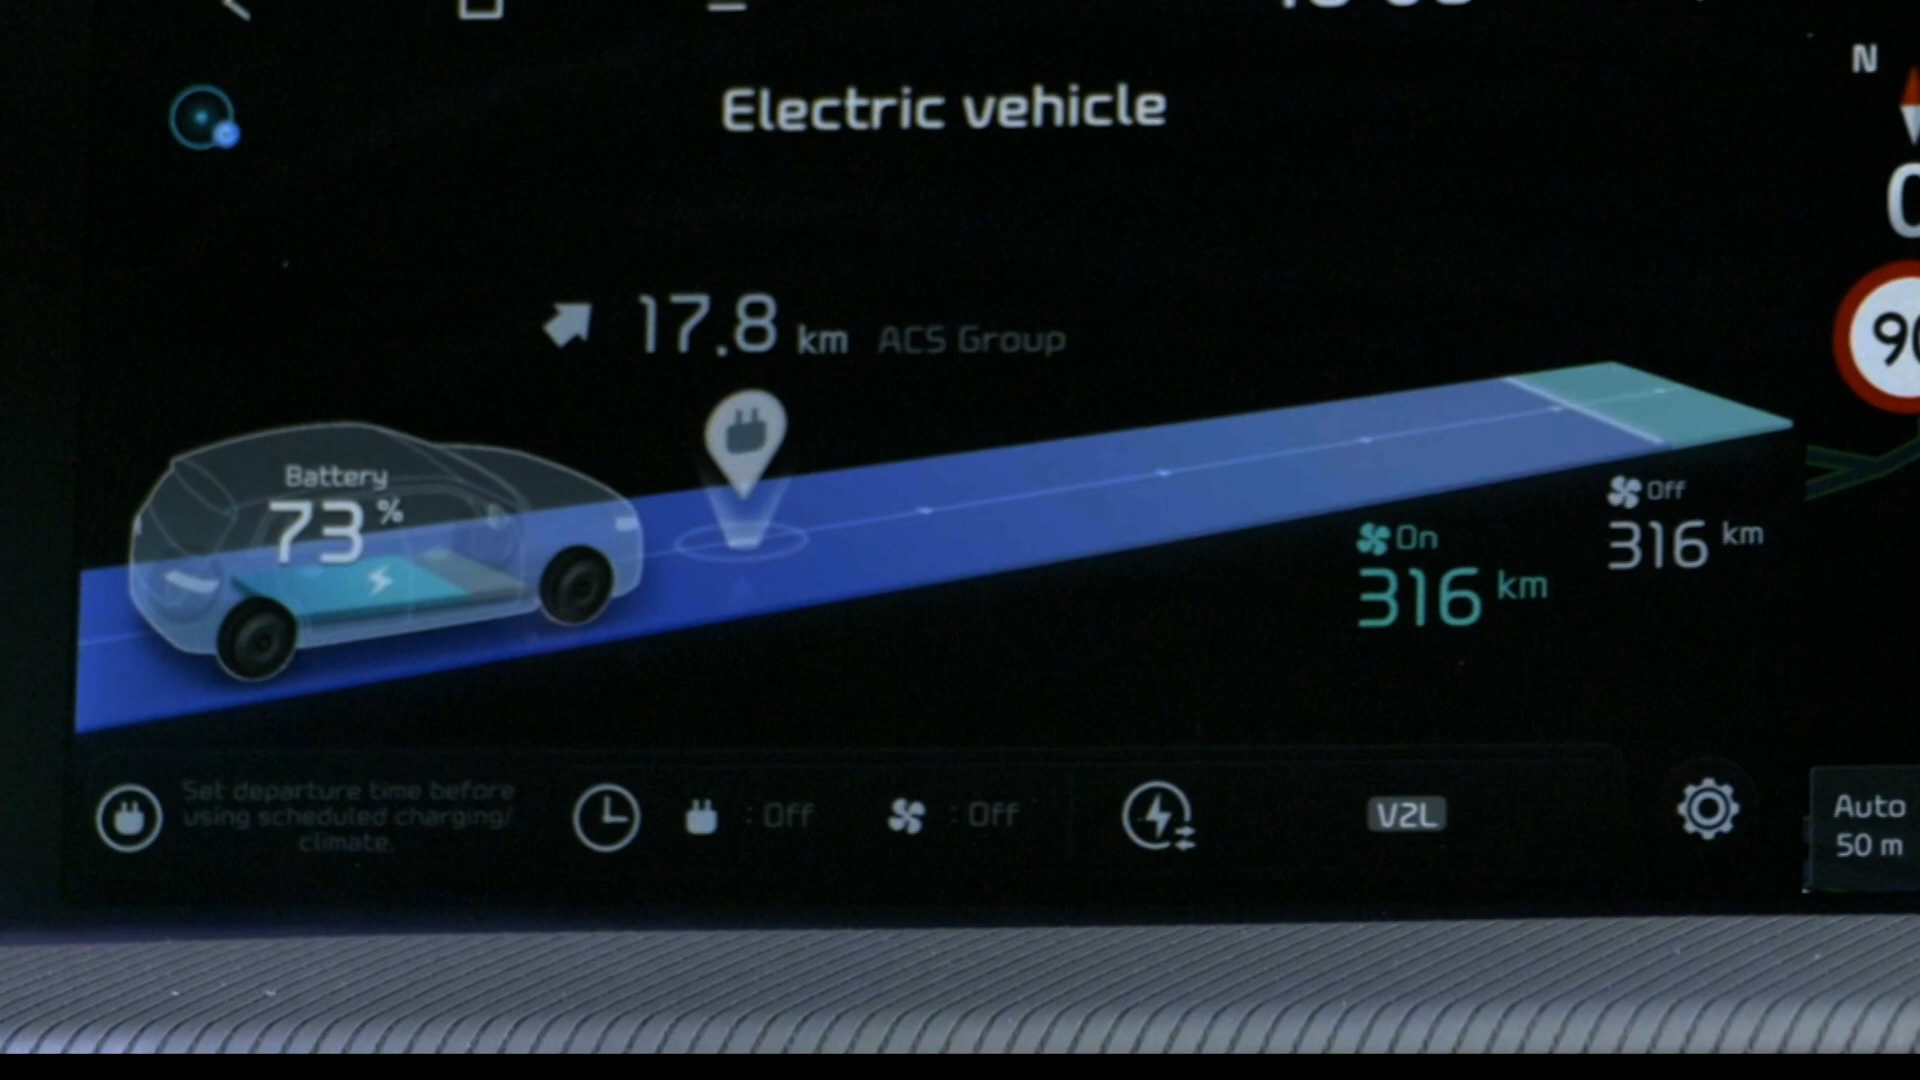 Electric vehicle
N
17.8 km ACS Group
Battery
73 %
Off
316 km
On
316 km
Set departure time before
using scheduled charging/
climate.
: Off
: Off
V2L
Auto
50 m